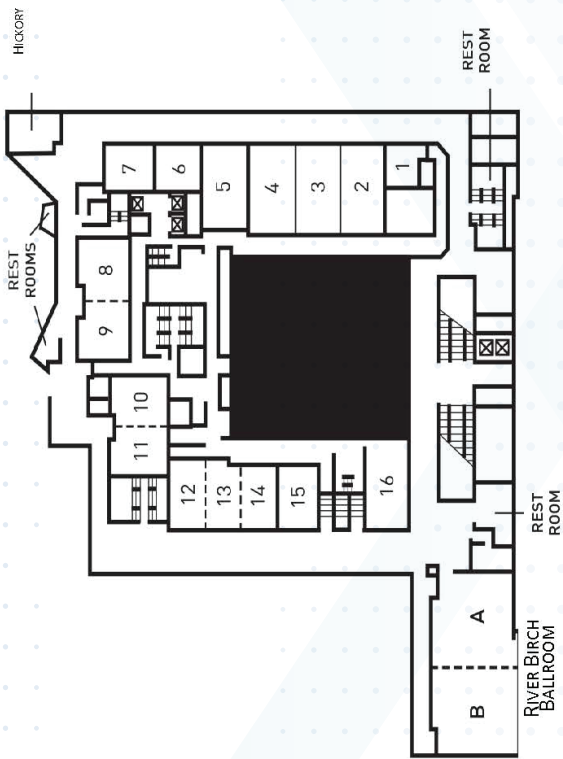 HICKORY
REST
ROOM
REST
ROOMS
7
6
5
4
3
2
1
8
9
10
11
12
13
14
15
16
REST
ROOM
A
B
RIVER BIRCH
BALLROOM